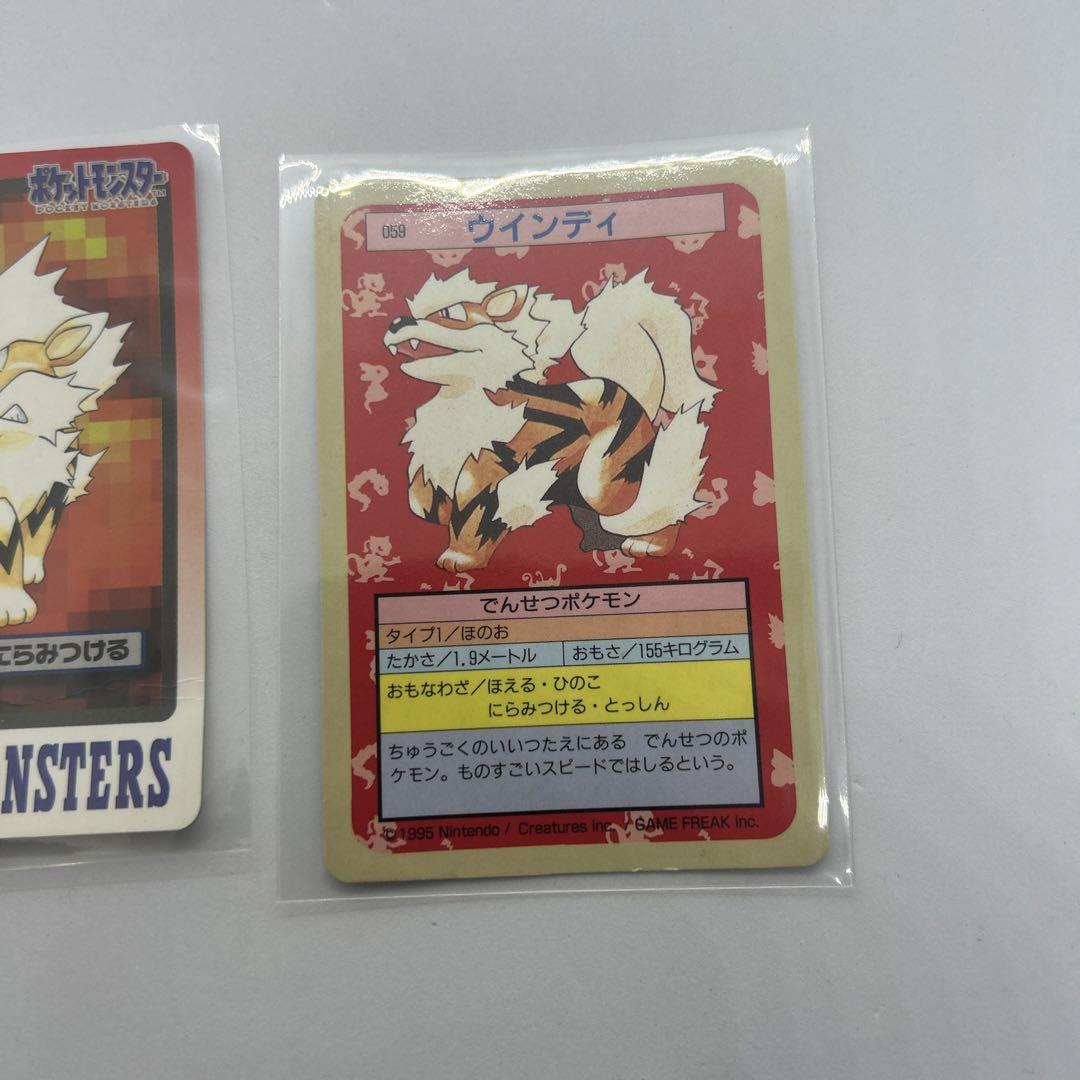 ポケットモンスター TM
POCKET MONSTERS
にらみつける
NSTERS
059 ウインディ
でんせつポケモン
タイプ1/ほのお
たかさ/1.9メートル おもさ/155キログラム
おもなわざ/ほえる・ひのこ
にらみつける・とっしん
ちゅうごくのいいつたえにある でんせつのポ
ケモン。ものすごいスピードではしるという。
©1995 Nintendo / Creatures inc. / GAME FREAK inc.